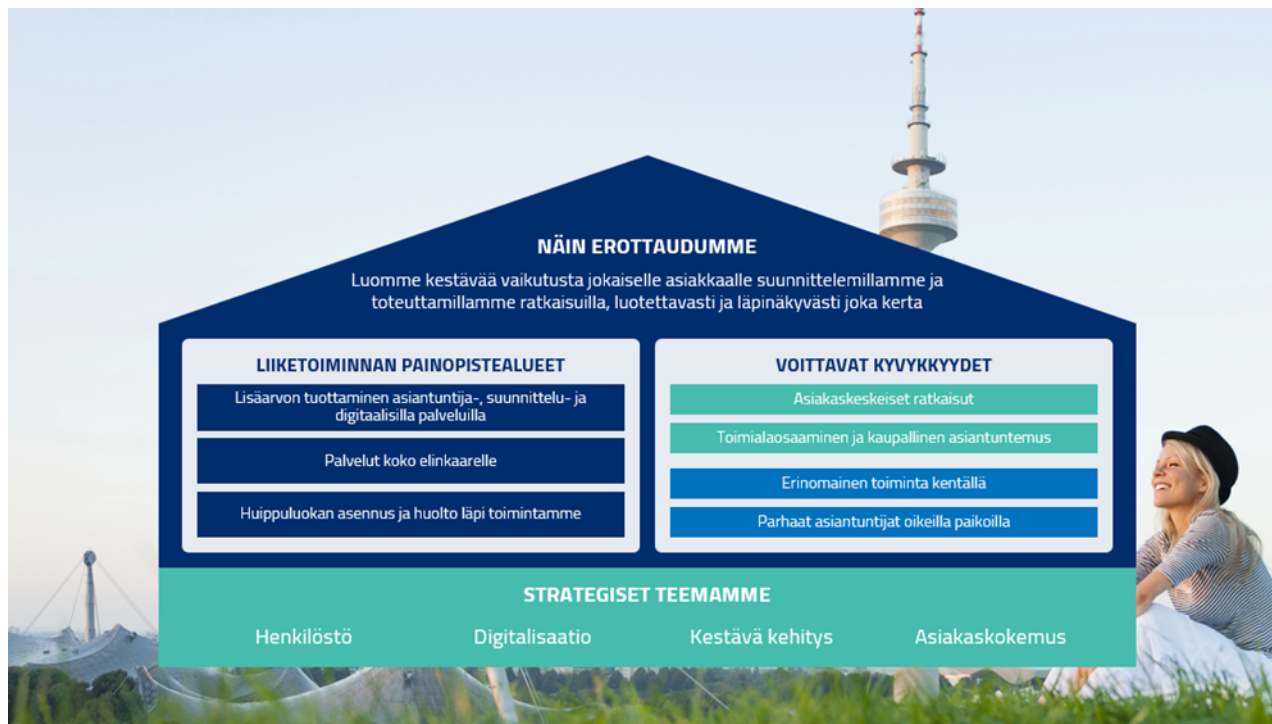 NÄIN EROTTAUDUMME
Luomme kestävää vaikutusta jokaiselle asiakkaalle suunnittelemillamme ja
toteuttamillamme ratkaisuilla, luotettavasti ja läpinäkyvästi joka kerta
LIIKETOIMINNAN PAINOPISTEALUEET
Lisäarvon tuottaminen asiantuntija-, suunnittelu- ja
digitaalisilla palveluilla
Palvelut koko elinkaarelle
Huippuluokan asennus ja huolto läpi toimintamme
VOITTAVAT KYVYKKYYDET
Asiakaskeskeiset ratkaisut
Toimialaosaaminen ja kaupallinen asiantuntemus
Erinomainen toiminta kentällä
Parhaat asiantuntijat oikeilla paikoilla
STRATEGISET TEEMAMME
Henkilöstö
Digitalisaatio
Kestävä kehitys
Asiakaskokemus